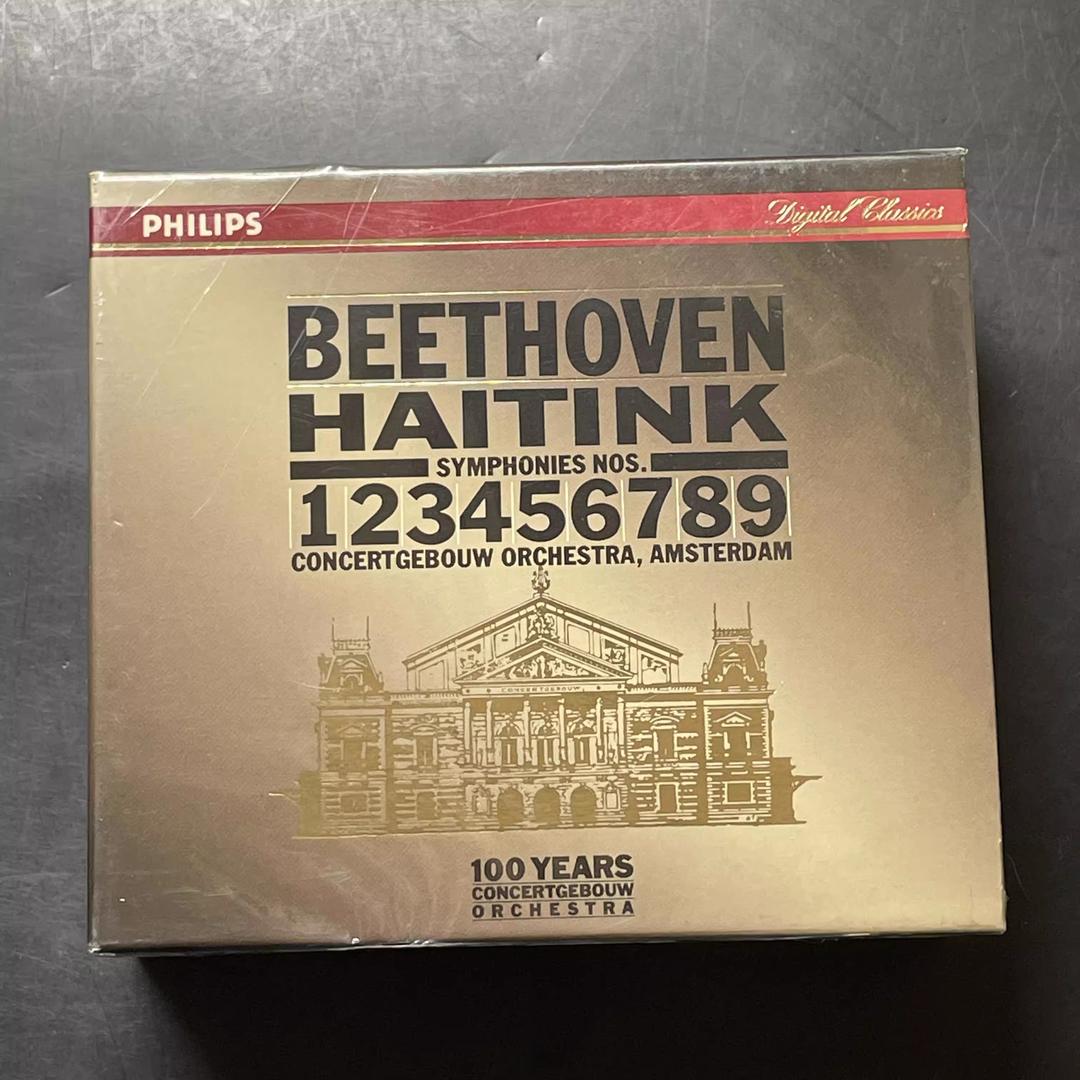 PHILIPS
Digital Classics
BEETHOVEN
HAITINK
SYMPHONIES NOS.
123456789
CONCERTGEBOUW ORCHESTRA, AMSTERDAM
CONCERTGEBOUW
100 YEARS
CONCERTGEBOUW
ORCHESTRA